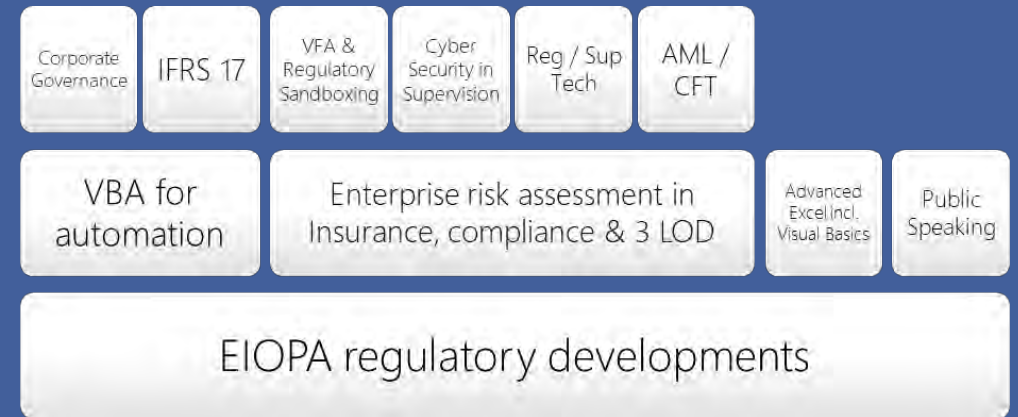 Corporate
Governance
IFRS 17
VFA &
Regulatory
Sandboxing
Cyber
Security in
Supervision
Reg / Sup
Tech
AML /
CFT
VBA for
automation
Enterprise risk assessment in
Insurance, compliance & 3 LOD
Advanced
Excel incl.
Visual Basics
Public
Speaking
EIOPA regulatory developments